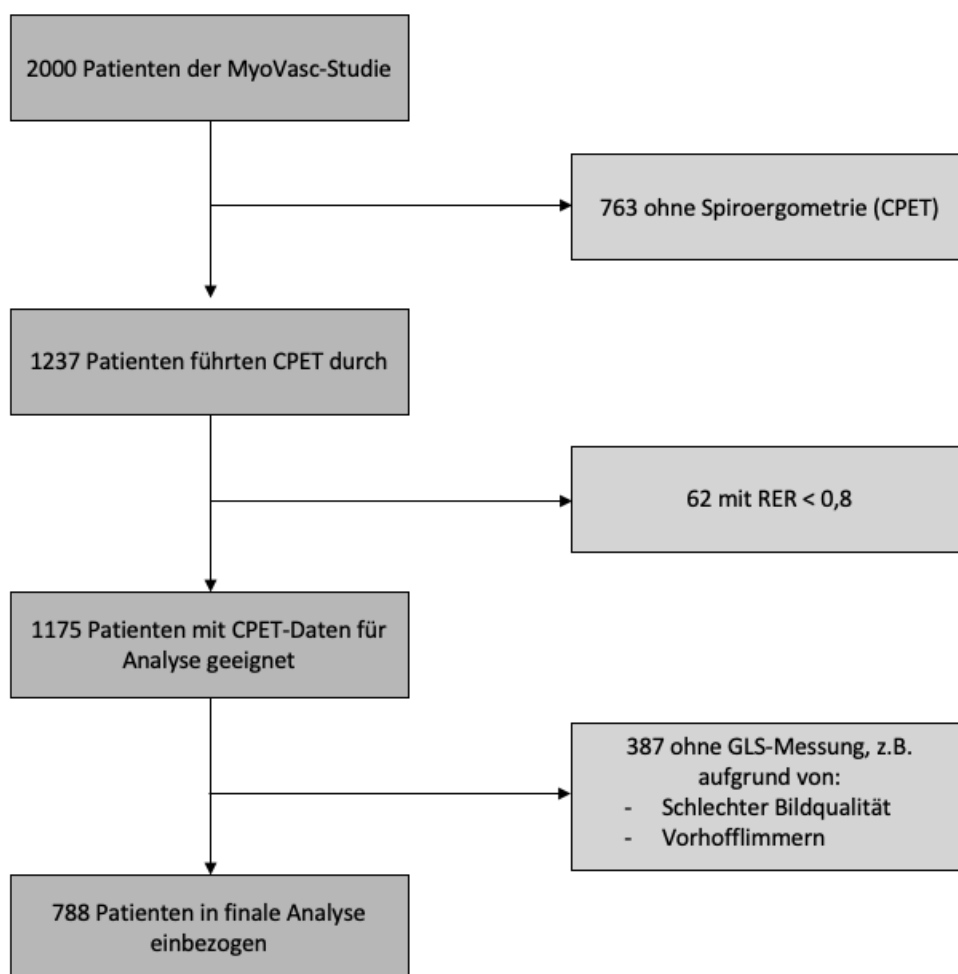 2000 Patienten der MyoVasc-Studie
763 ohne Spiroergometrie (CPET)
1237 Patienten führten CPET durch
62 mit RER < 0,8
1175 Patienten mit CPET-Daten für
Analyse geeignet
387 ohne GLS-Messung, z.B.
aufgrund von:
- Schlechter Bildqualität
- Vorhofflimmern
788 Patienten in finale Analyse
einbezogen